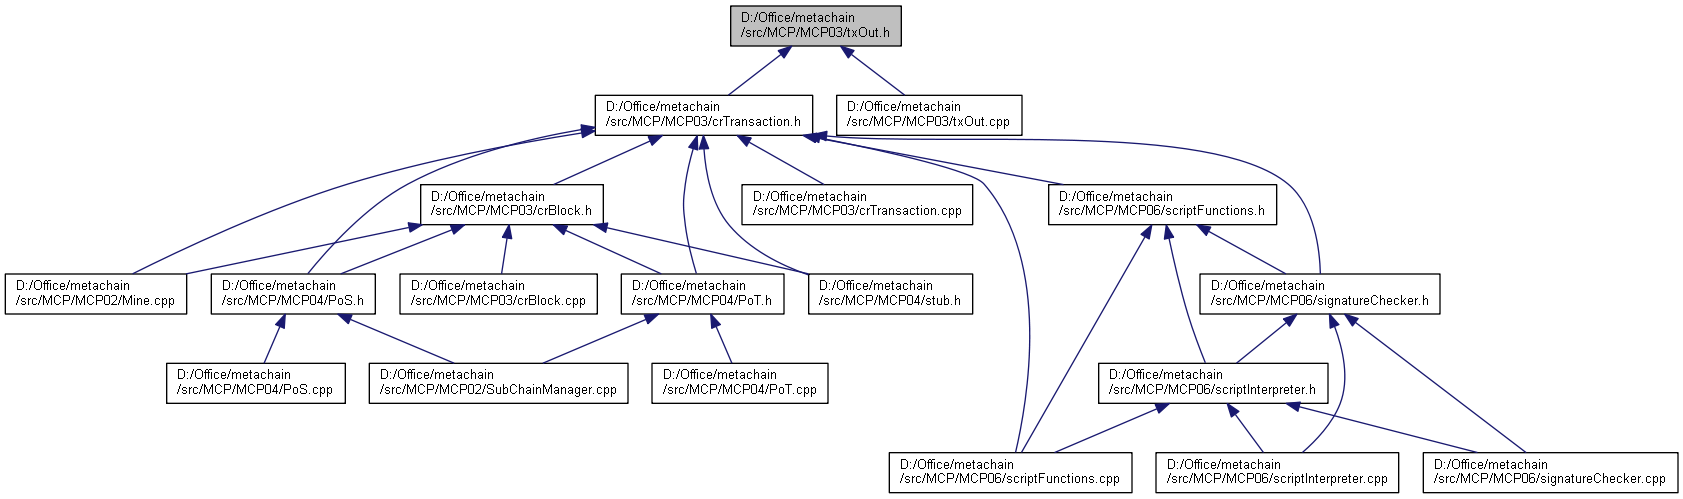 D:/Office/metachain
/src/MCP/MCP03/txOut.h
D:/Office/metachain
/src/MCP/MCP03/crTransaction.h
D:/Office/metachain
/src/MCP/MCP03/txOut.cpp
D:/Office/metachain
/src/MCP/MCP03/crBlock.h
D:/Office/metachain
/src/MCP/MCP03/crTransaction.cpp
D:/Office/metachain
/src/MCP/MCP06/scriptFunctions.h
D:/Office/metachain
/src/MCP/MCP02/Mine.cpp
D:/Office/metachain
/src/MCP/MCP04/PoS.h
D:/Office/metachain
/src/MCP/MCP03/crBlock.cpp
D:/Office/metachain
/src/MCP/MCP04/PoT.h
D:/Office/metachain
/src/MCP/MCP04/stub.h
D:/Office/metachain
/src/MCP/MCP06/signatureChecker.h
D:/Office/metachain
/src/MCP/MCP04/PoS.cpp
D:/Office/metachain
/src/MCP/MCP02/SubChainManager.cpp
D:/Office/metachain
/src/MCP/MCP04/PoT.cpp
D:/Office/metachain
/src/MCP/MCP06/scriptInterpreter.h
D:/Office/metachain
/src/MCP/MCP06/scriptFunctions.cpp
D:/Office/metachain
/src/MCP/MCP06/scriptInterpreter.cpp
D:/Office/metachain
/src/MCP/MCP06/signatureChecker.cpp